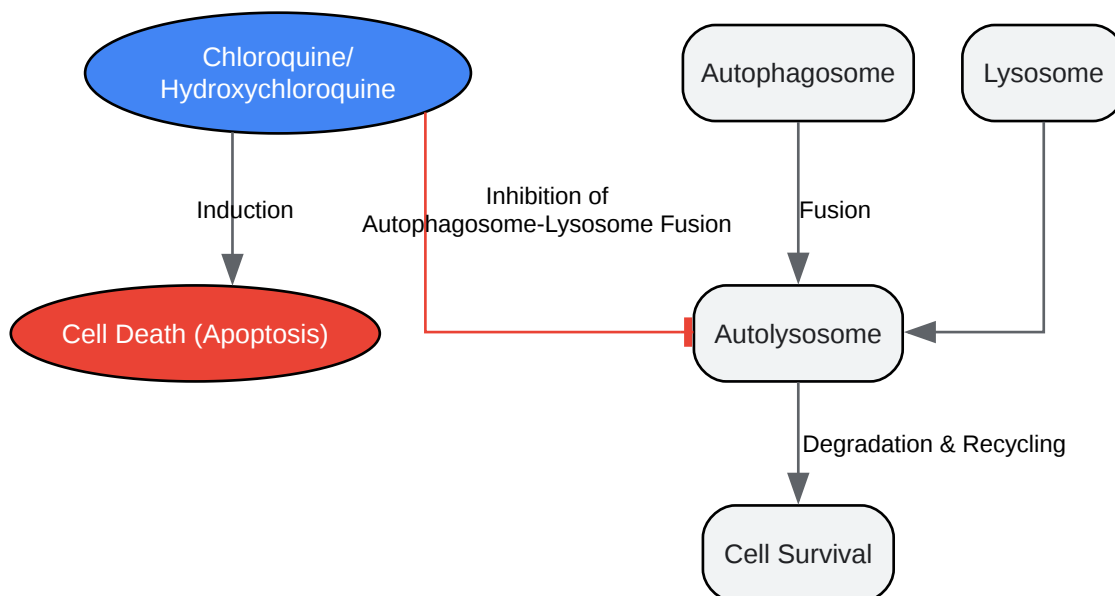 Chloroquine/
Hydroxychloroquine
Autophagosome
Lysosome
Induction
Inhibition of
Autophagosome-Lysosome Fusion
Fusion
Cell Death (Apoptosis)
Autolysosome
Degradation & Recycling
Cell Survival